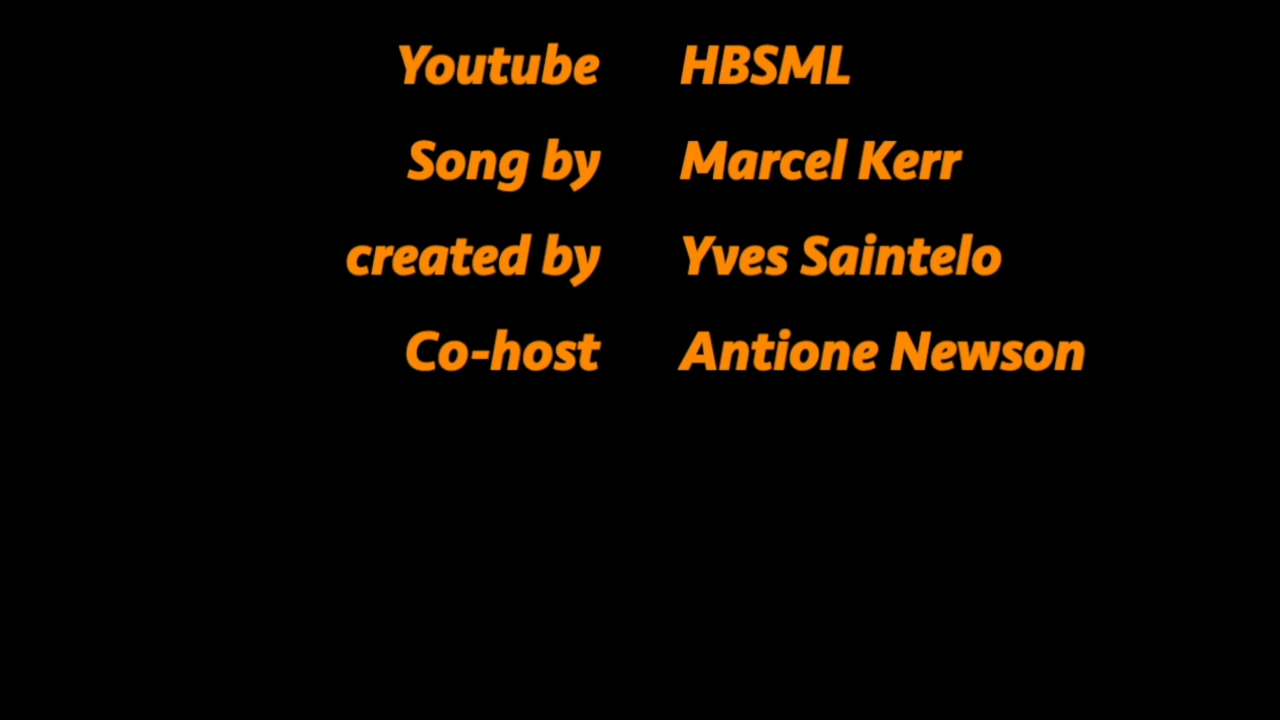 Youtube HBSML
Song by Marcel Kerr
created by Yves Saintelo
Co-host Antione Newson